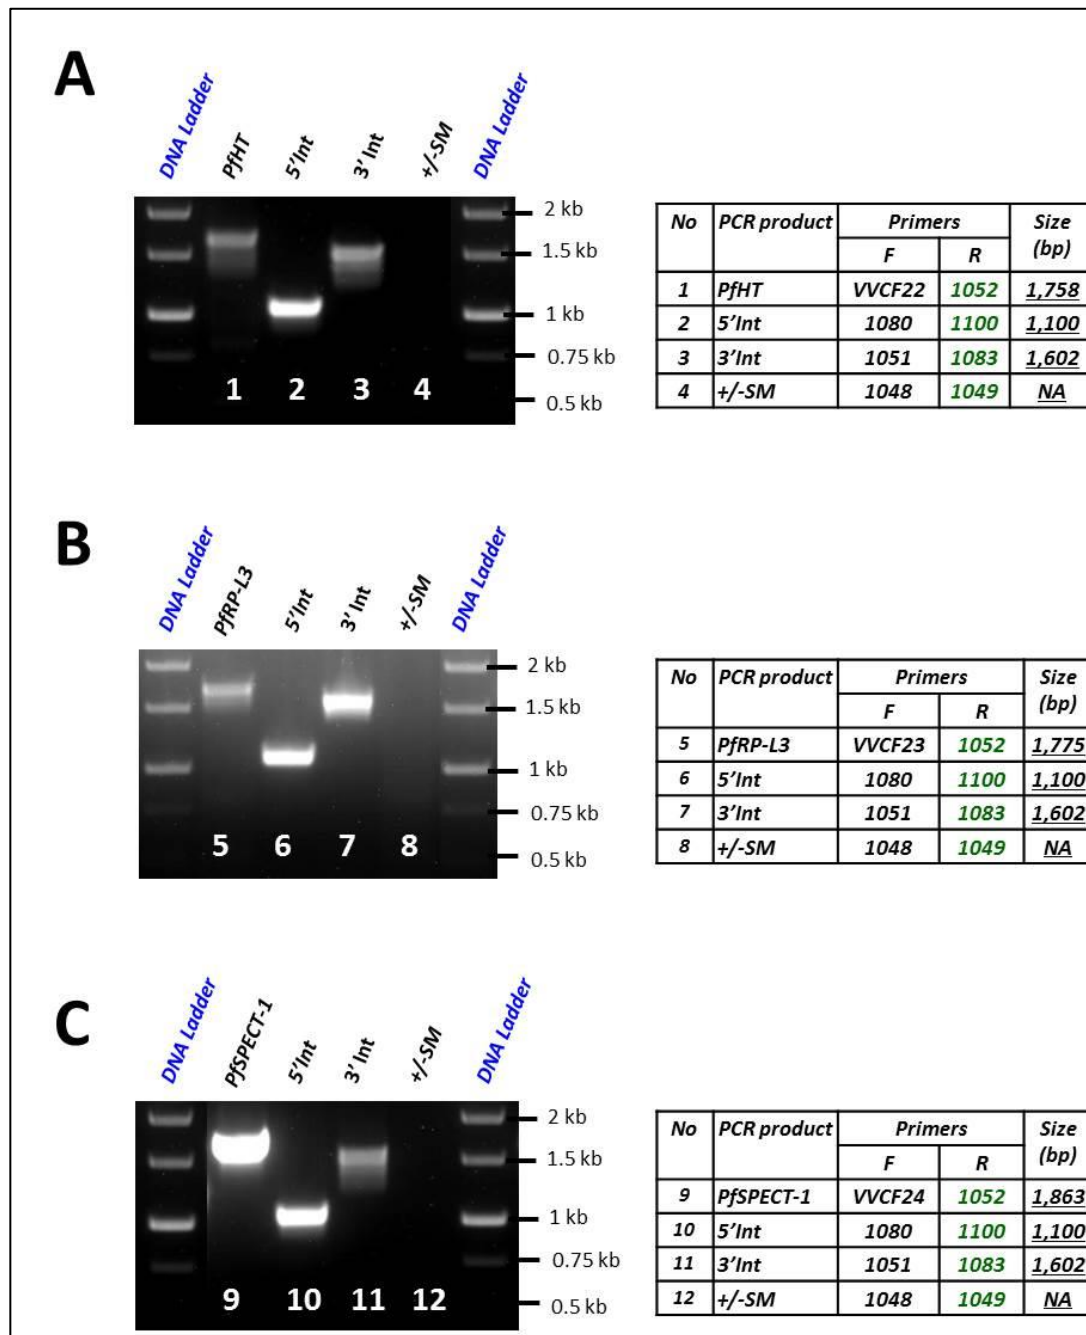 A
DNA Ladder
PfHT
5'Int
3' Int
+/-SM
DNA Ladder
2 kb
1.5 kb
1 kb
0.75 kb
0.5 kb
1 2 3 4
No PCR product Primers Size (bp)
F R
1 PfHT VVCF22 1052 1,758
2 5'Int 1080 1100 1,100
3 3'Int 1051 1083 1,602
4 +/-SM 1048 1049 NA
B
DNA Ladder
PfRP-L3
5'Int
3' Int
+/-SM
DNA Ladder
2 kb
1.5 kb
1 kb
0.75 kb
0.5 kb
5 6 7 8
No PCR product Primers Size (bp)
F R
5 PfRP-L3 VVCF23 1052 1,775
6 5'Int 1080 1100 1,100
7 3'Int 1051 1083 1,602
8 +/-SM 1048 1049 NA
C
DNA Ladder
PfSPECT-1
5'Int
3' Int
+/-SM
DNA Ladder
2 kb
1.5 kb
1 kb
0.75 kb
0.5 kb
9 10 11 12
No PCR product Primers Size (bp)
F R
9 PfSPECT-1 VVCF24 1052 1,863
10 5'Int 1080 1100 1,100
11 3'Int 1051 1083 1,602
12 +/-SM 1048 1049 NA